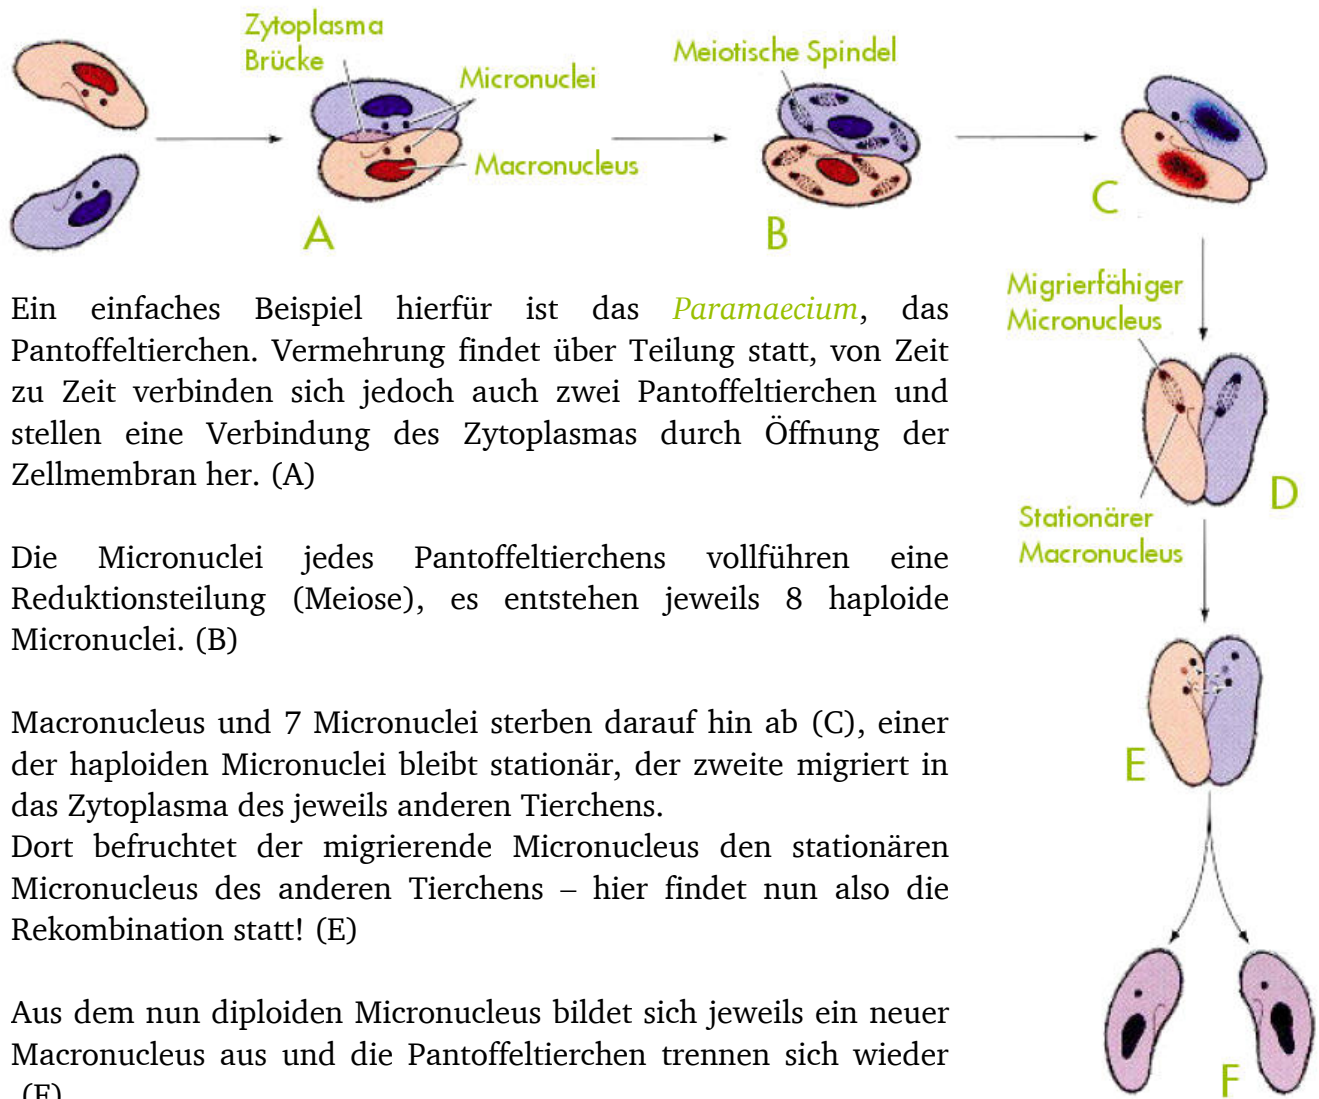 Zytoplasma
Brücke
Micronuclei
Macronucleus
A
Meiotische Spindel
B
C
Ein einfaches Beispiel hierfür ist das Paramaecium, das
Pantoffeltierchen. Vermehrung findet über Teilung statt, von Zeit
zu Zeit verbinden sich jedoch auch zwei Pantoffeltierchen und
stellen eine Verbindung des Zytoplasmas durch Öffnung der
Zellmembran her. (A)
Die Micronuclei jedes Pantoffeltierchens vollführen eine
Reduktionsteilung (Meiose), es entstehen jeweils 8 haploide
Micronuclei. (B)
Macronucleus und 7 Micronuclei sterben darauf hin ab (C), einer
der haploiden Micronuclei bleibt stationär, der zweite migriert in
das Zytoplasma des jeweils anderen Tierchens.
Dort befruchtet der migrierende Micronucleus den stationären
Micronucleus des anderen Tierchens – hier findet nun also die
Rekombination statt! (E)
Aus dem nun diploiden Micronucleus bildet sich jeweils ein neuer
Macronucleus aus und die Pantoffeltierchen trennen sich wieder
(F)
Migrierfähiger
Micronucleus
D
Stationärer
Macronucleus
E
F